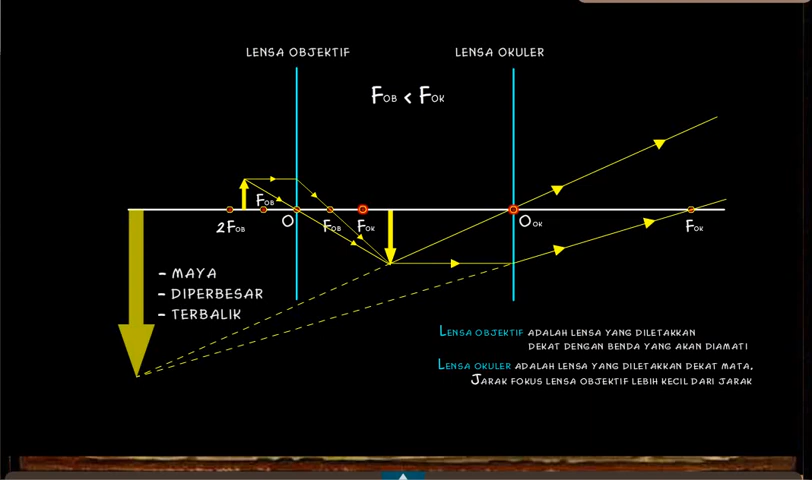 LENSA OBJEKTIF
LENSA OKULER
FOB < FOK
FOB
2FOB
O
FOB
FOK
OOK
FOK
- MAYA
- DIPERBESAR
- TERBALIK
LENSA OBJEKTIF ADALAH LENSA YANG DILETAKKAN
DEKAT DENGAN BENDA YANG AKAN DIAMATI
LENSA OKULER ADALAH LENSA YANG DILETAKKAN DEKAT MATA.
JARAK FOKUS LENSA OBJEKTIF LEBIH KECIL DARI JARAK